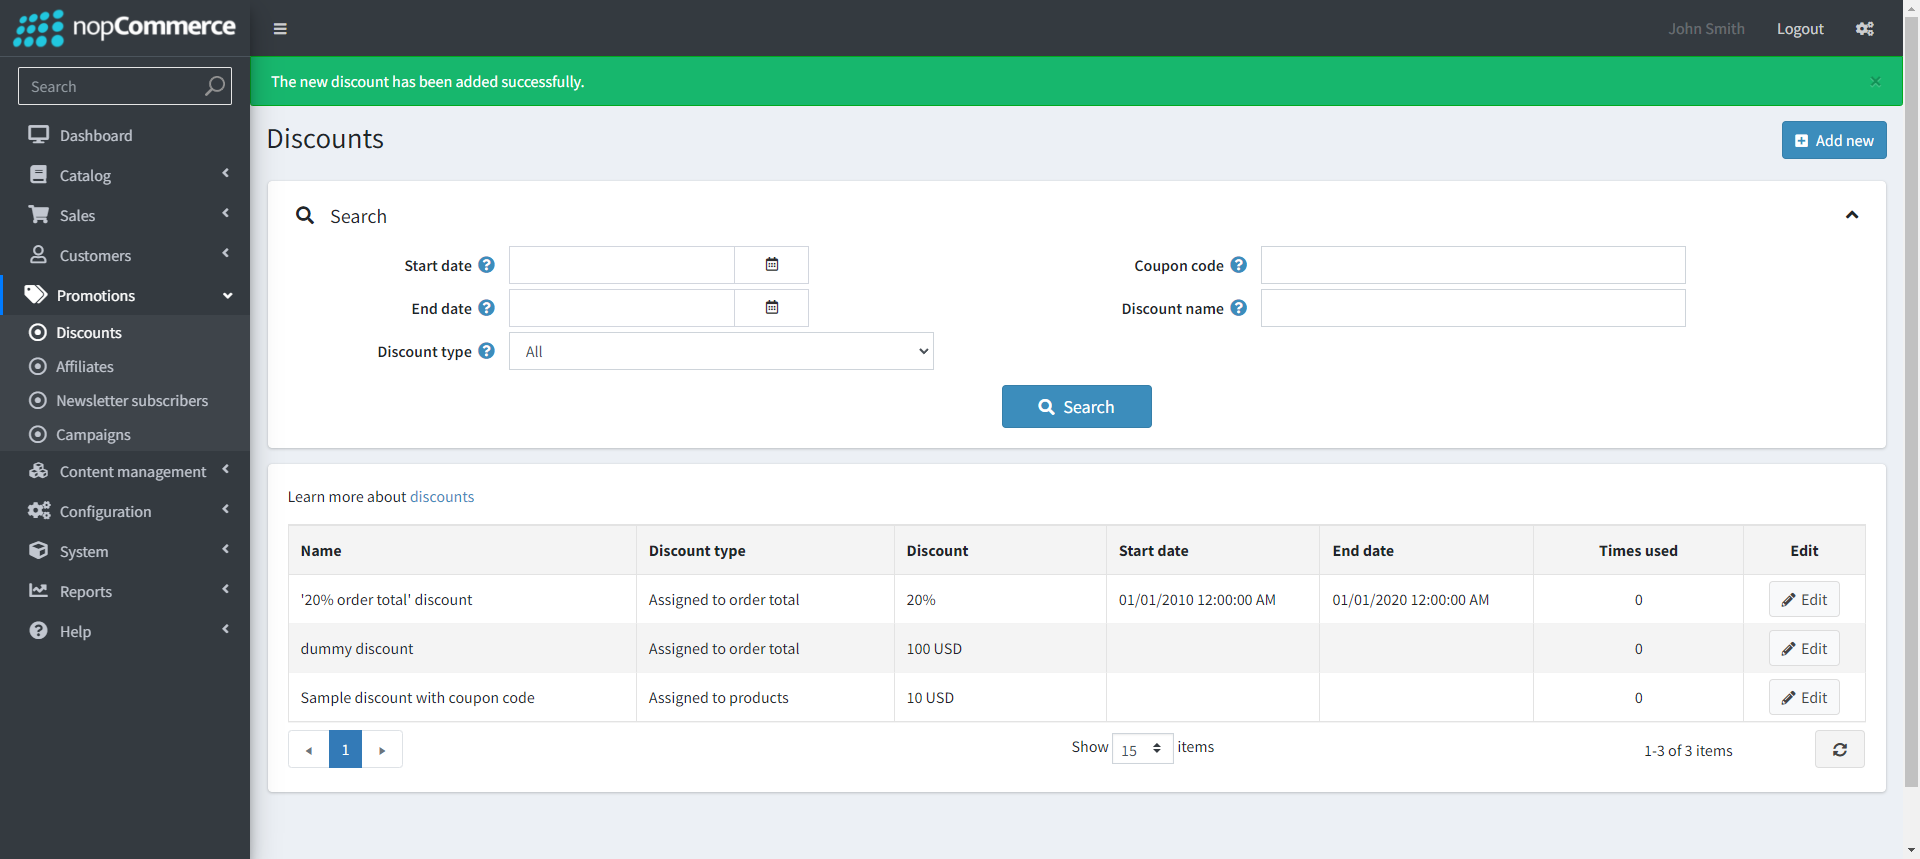 nopCommerce
John Smith
Logout
Search
The new discount has been added successfully.
×
Dashboard
Catalog
Sales
Customers
Promotions
Discounts
Affiliates
Newsletter subscribers
Campaigns
Content management
Configuration
System
Reports
Help
Discounts
Add new
Search
Start date
Coupon code
End date
Discount name
Discount type
All
Search
Learn more about discounts
Name Discount type Discount Start date End date Times used Edit
'20% order total' discount Assigned to order total 20% 01/01/2010 12:00:00 AM 01/01/2020 12:00:00 AM 0 Edit
dummy discount Assigned to order total 100 USD 0 Edit
Sample discount with coupon code Assigned to products 10 USD 0 Edit
1
Show 15 items
1-3 of 3 items